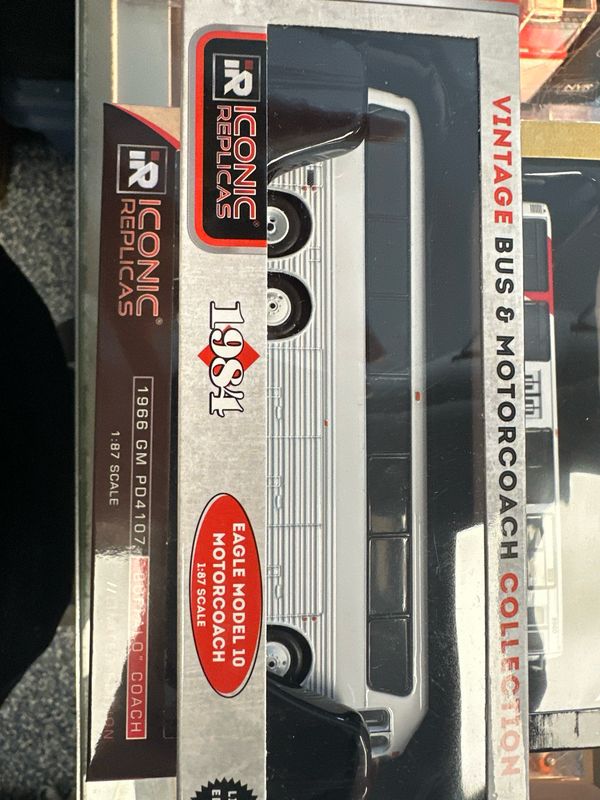 VINTAGE BUS & MOTORCOACH COLLECTION
iR ICONIC
REPLICAS®
1984
EAGLE MODEL 10
MOTORCOACH
1:87 SCALE
iR ICONIC
REPLICAS®
1966 GM PD4107 COACH
1:87 SCALE